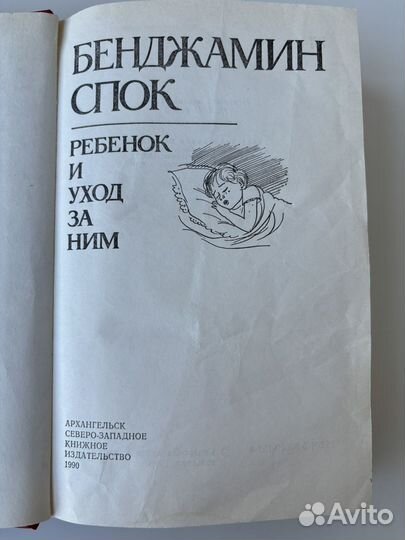 БЕНДЖАМИН
СПОК
РЕБЕНОК
И
УХОД
ЗА
НИМ
АРХАНГЕЛЬСК
СЕВЕРО-ЗАПАДНОЕ
КНИЖНОЕ
ИЗДАТЕЛЬСТВО
1990
Avito